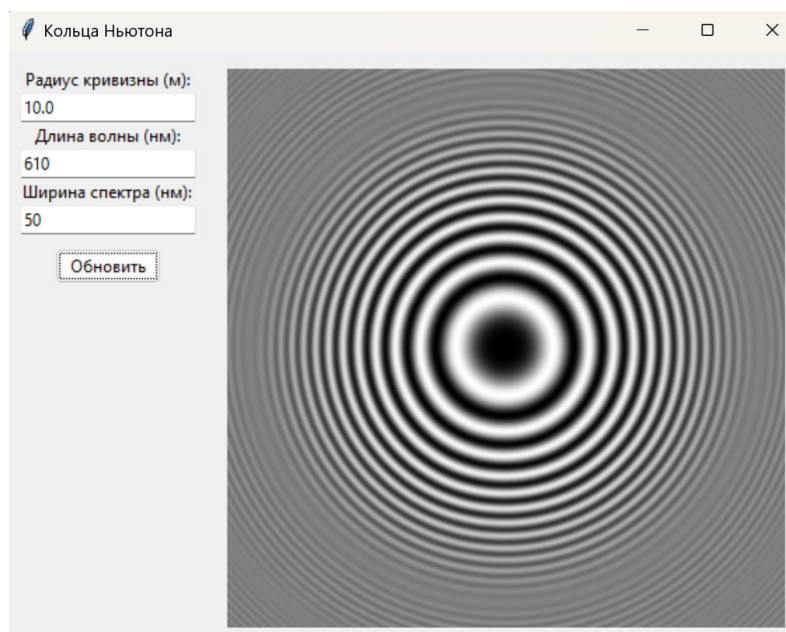 Кольца Ньютона
Радиус кривизны (м):
10.0
Длина волны (нм):
610
Ширина спектра (нм):
50
Обновить